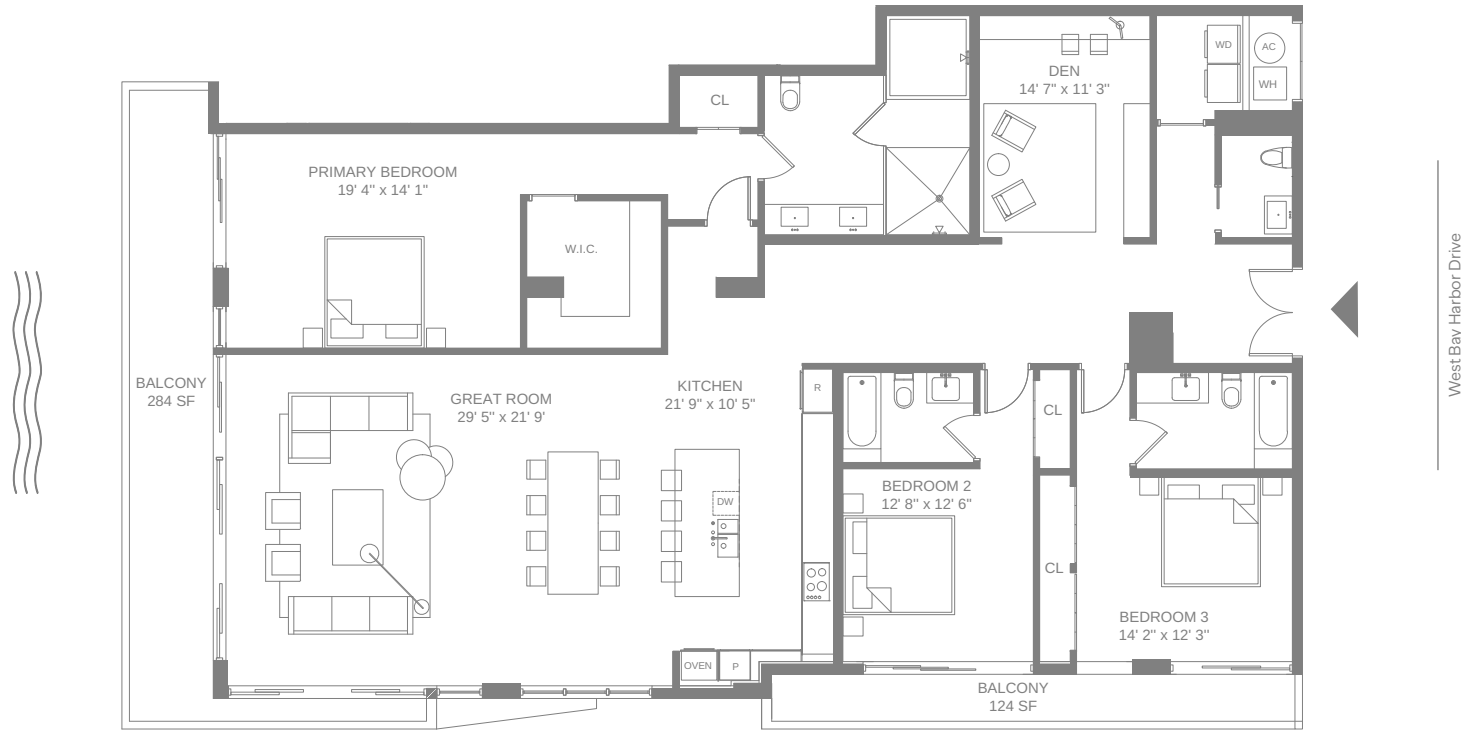 WD
AC
WH
DEN
14' 7" x 11' 3"
CL
PRIMARY BEDROOM
19' 4" x 14' 1"
W.I.C.
West Bay Harbor Drive
BALCONY
284 SF
GREAT ROOM
29' 5" x 21' 9'
KITCHEN
21' 9" x 10' 5"
R
CL
BEDROOM 2
12' 8" x 12' 6"
DW
CL
BEDROOM 3
14' 2" x 12' 3"
OVEN
P
BALCONY
124 SF